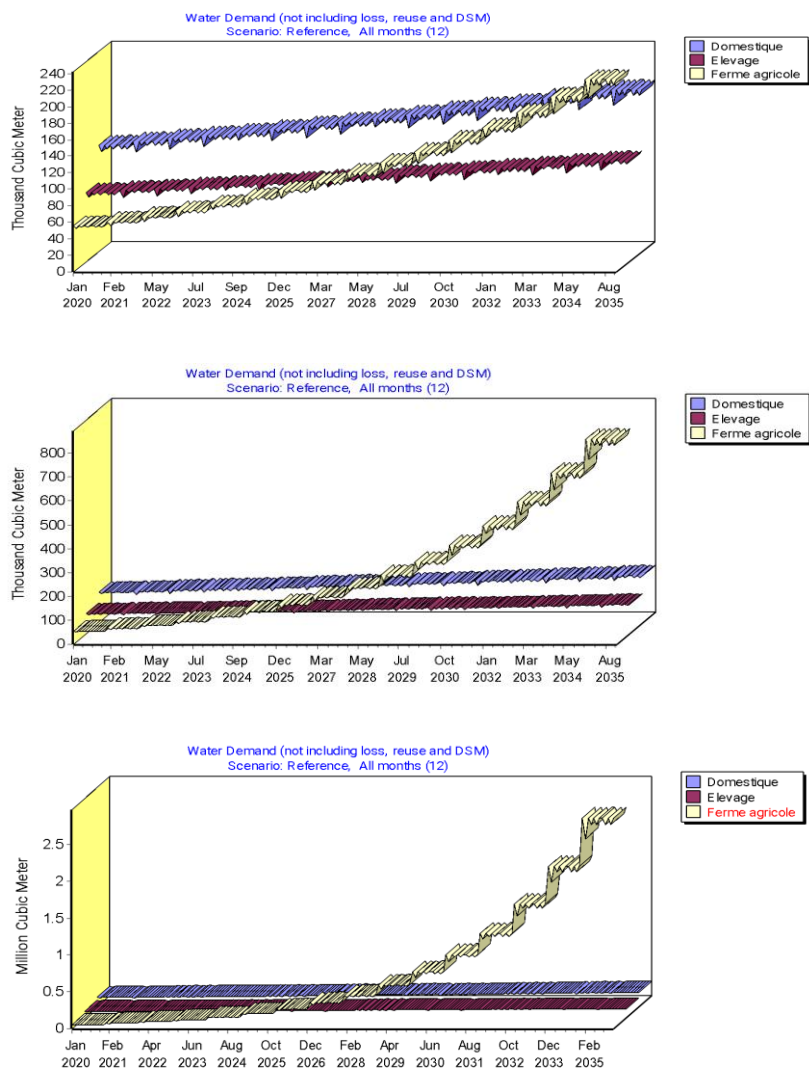 Water Demand (not including loss, reuse and DSM)
Scenario: Reference, All months (12)
Domestique
Elevage
Ferme agricole
Thousand Cubic Meter
240
220
200
180
160
140
120
100
80
60
40
20
0
Jan Feb May Jul Sep Dec Mar May Jul Oct Jan Mar May Aug
2020 2021 2022 2023 2024 2025 2027 2028 2029 2030 2032 2033 2034 2035
Water Demand (not including loss, reuse and DSM)
Scenario: Reference, All months (12)
Domestique
Elevage
Ferme agricole
Thousand Cubic Meter
800
700
600
500
400
300
200
100
0
Jan Feb May Jul Sep Dec Mar May Jul Oct Jan Mar May Aug
2020 2021 2022 2023 2024 2025 2027 2028 2029 2030 2032 2033 2034 2035
Water Demand (not including loss, reuse and DSM)
Scenario: Reference, All months (12)
Domestique
Elevage
Ferme agricole
Million Cubic Meter
2.5
2
1.5
1
0.5
0
Jan Feb Apr Jun Aug Oct Dec Feb Apr Jun Aug Oct Dec Feb
2020 2021 2022 2023 2024 2025 2026 2028 2029 2030 2031 2032 2033 2035